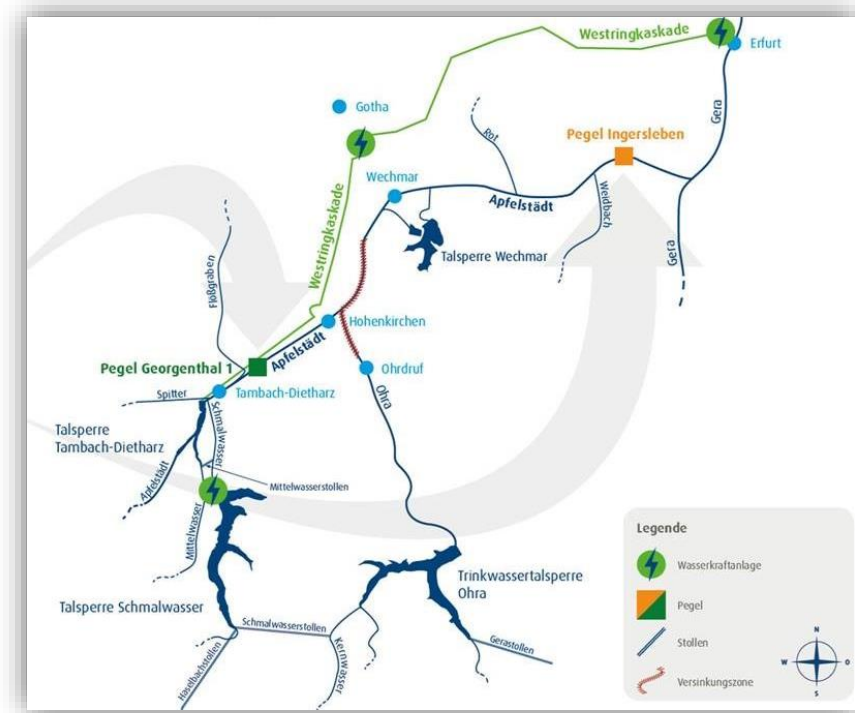 Westringkaskade
Erfurt
Gotha
Pegel Ingersleben
Gera
Rot
Wechmar
Apfelstädt
Weidbach
Gera
Westringkaskade
Talsperre Wechmar
Floßgraben
Hohenkirchen
Pegel Georgenthal 1
Apfelstädt
Ohrdruf
Tambach-Dietharz
Spitter
Schmalwasser
Ohra
Talsperre
Tambach-Dietharz
Apfelstädt
Mittelwasserstollen
Mittelwasser
Talsperre Schmalwasser
Trinkwassertalsperre
Ohra
Schmalwasserstollen
Kernwasser
Gerastollen
Haselbachstollen
Legende
Wasserkraftanlage
Pegel
Stollen
Versinkungszone
N
W O
S